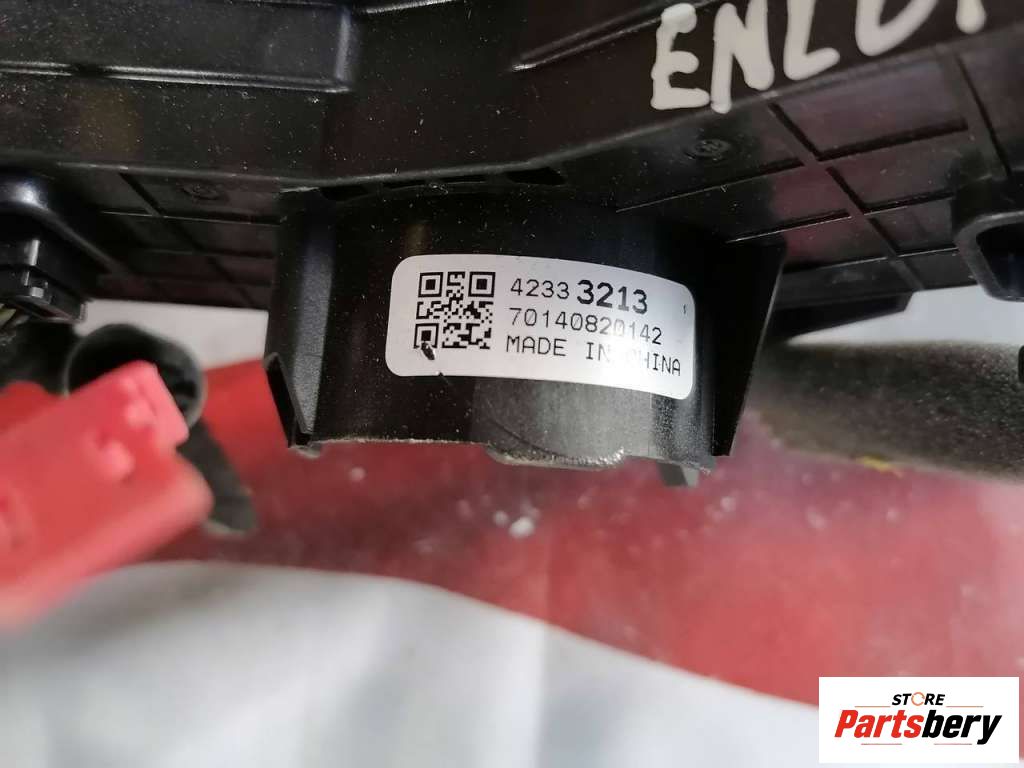 4233 3213
70140820142
MADE IN CHINA
STORE
Partsbery